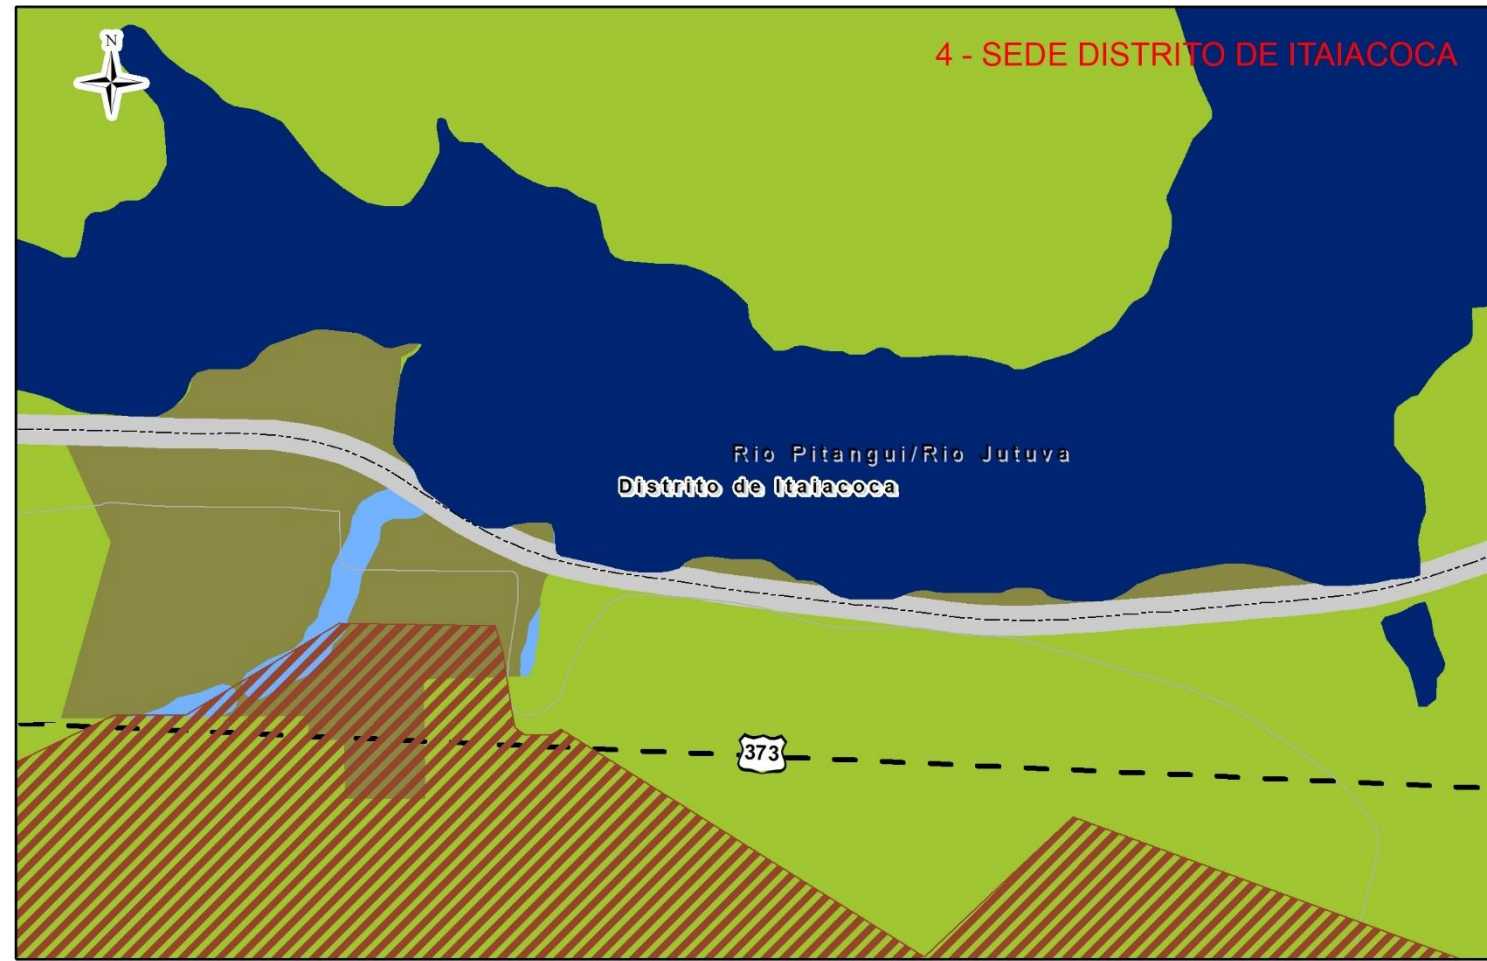 N
4 - SEDE DISTRITO DE ITAIACOCA
Rio Pitangui/Rio Jutuva
Distrito de Itaiacoca
373